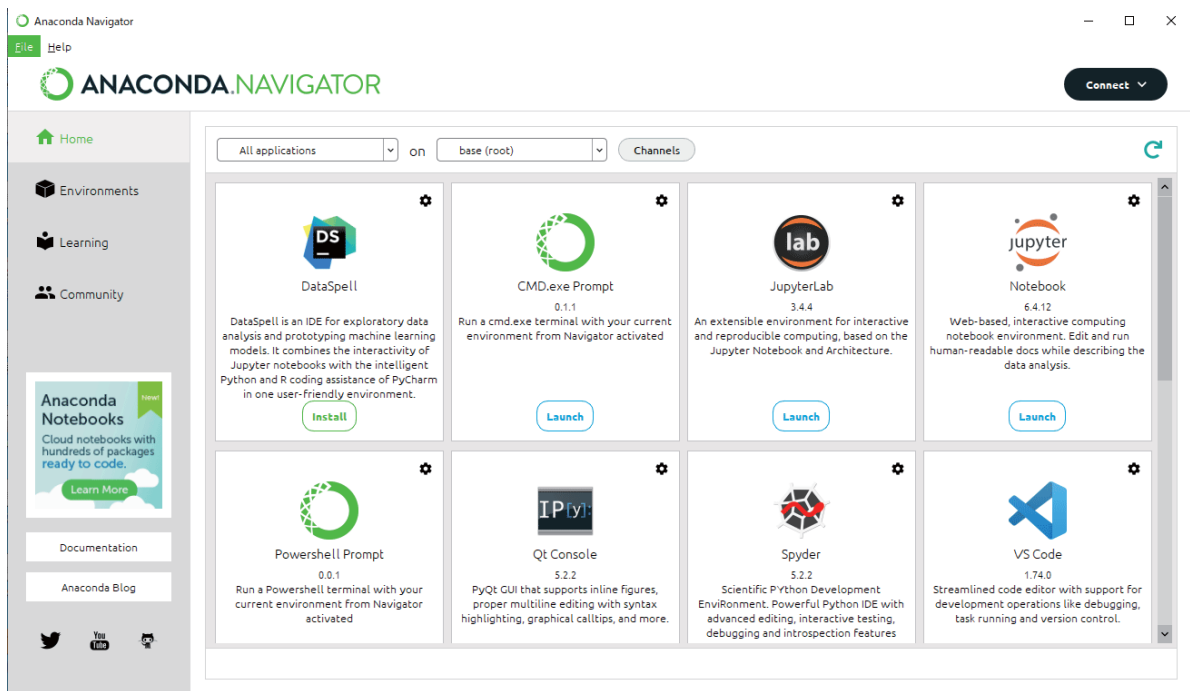 Anaconda Navigator
File Help
ANACONDA.NAVIGATOR
Connect
Home
Environments
Learning
Community
Anaconda
Notebooks
New!
Cloud notebooks with
hundreds of packages
ready to code.
Learn More
Documentation
Anaconda Blog
You
Tube
All applications on base (root) Channels
DS
DataSpell
DataSpell is an IDE for exploratory data
analysis and prototyping machine learning
models. It combines the interactivity of
Jupyter notebooks with the intelligent
Python and R coding assistance of PyCharm
in one user-friendly environment.
Install
CMD.exe Prompt
0.1.1
Run a cmd.exe terminal with your current
environment from Navigator activated
Launch
lab
JupyterLab
3.4.4
An extensible environment for interactive
and reproducible computing, based on the
Jupyter Notebook and Architecture.
Launch
jupyter
Notebook
6.4.12
Web-based, interactive computing
notebook environment. Edit and run
human-readable docs while describing the
data analysis.
Launch
Powershell Prompt
0.0.1
Run a Powershell terminal with your
current environment from Navigator
activated
IP[y]:
Qt Console
5.2.2
PyQt GUI that supports inline figures,
proper multiline editing with syntax
highlighting, graphical calltips, and more.
Spyder
5.2.2
Scientific PYthon Development
EnviRonment. Powerful Python IDE with
advanced editing, interactive testing,
debugging and introspection features
VS Code
1.74.0
Streamlined code editor with support for
development operations like debugging,
task running and version control.